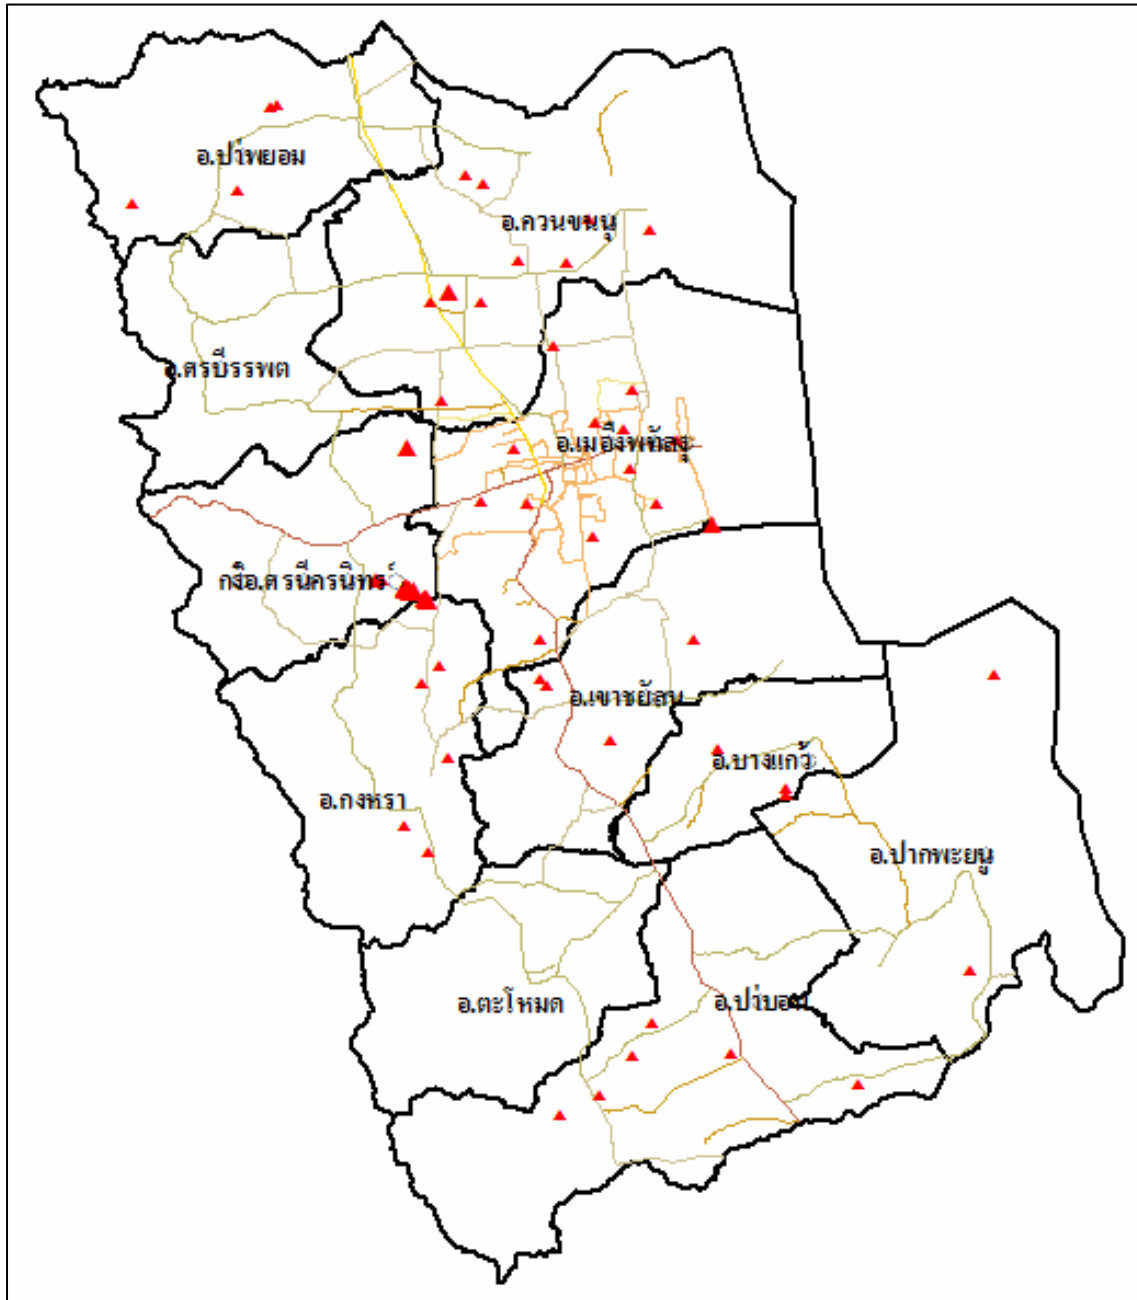 อ.ป่าพยอม
อ.ควนขนุน
อ.ศรีบรรพต
อ.เมืองพัทลุง
กิ่งอ.ศรีนครินทร์
อ.เขาชัยสน
อ.บางแก้ว
อ.กงหรา
อ.ปากพะยูน
อ.ตะโหมด
อ.ป่าบอน